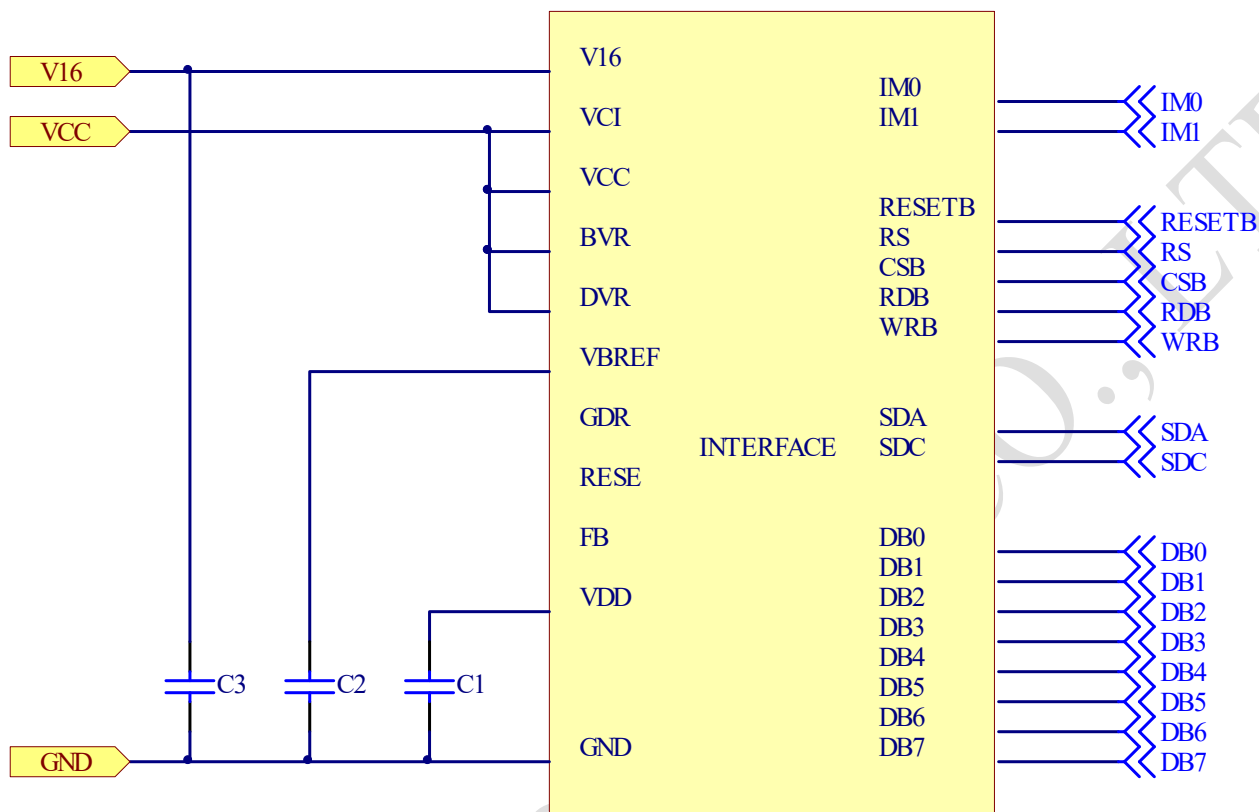 V16
VCC
GND
C3
C2
C1
V16
VCI
VCC
BVR
DVR
VBREF
GDR
RESE
FB
VDD
GND
INTERFACE
IM0
IM1
RESETB
RS
CSB
RDB
WRB
SDA
SDC
DB0
DB1
DB2
DB3
DB4
DB5
DB6
DB7
IM0
IM1
RESETB
RS
CSB
RDB
WRB
SDA
SDC
DB0
DB1
DB2
DB3
DB4
DB5
DB6
DB7
CO., LT